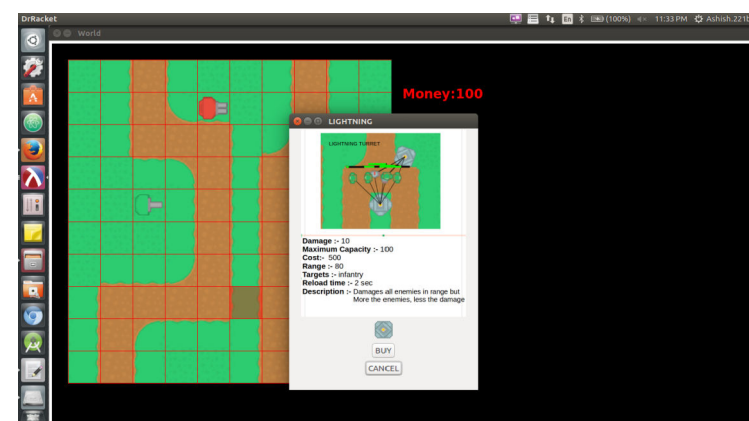 DrRacket
En
(100%)
11:33 PM
Ashish.221b
World
Money:100
LIGHTNING
LIGHTNING TURRET
Damage :- 10
Maximum Capacity :- 100
Cost:- 500
Range :- 80
Targets :- infantry
Reload time :- 2 sec
Description :- Damages all enemies in range but
More the enemies, less the damage
BUY
CANCEL